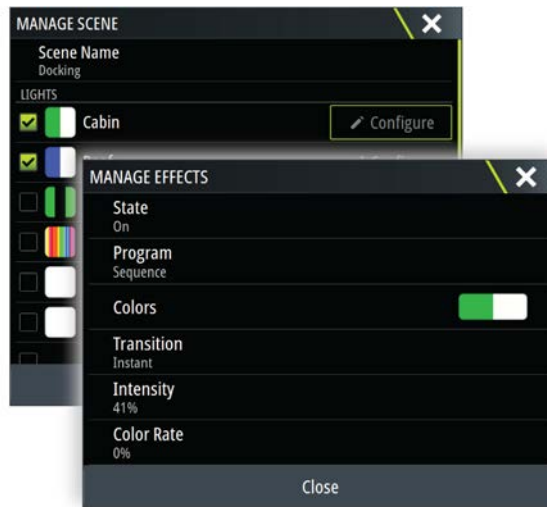 MANAGE SCENE
Scene Name
Docking
LIGHTS
Cabin
Configure
MANAGE EFFECTS
State
On
Program
Sequence
Colors
Transition
Instant
Intensity
41%
Color Rate
0%
Close